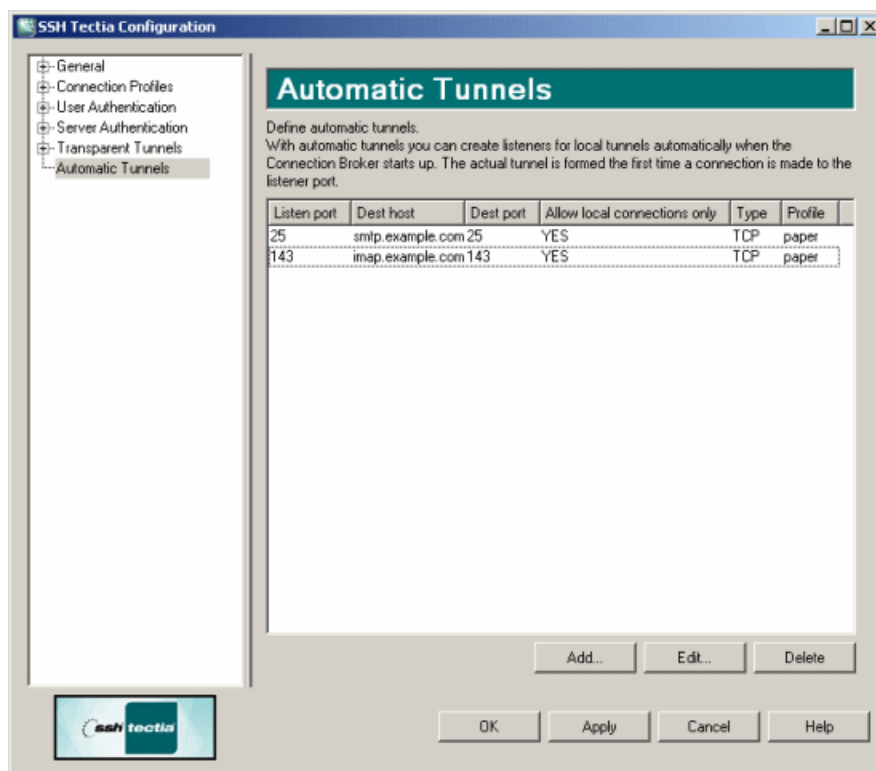 SSH Tectia Configuration
General
Connection Profiles
User Authentication
Server Authentication
Transparent Tunnels
Automatic Tunnels
Automatic Tunnels
Define automatic tunnels.
With automatic tunnels you can create listeners for local tunnels automatically when the
Connection Broker starts up. The actual tunnel is formed the first time a connection is made to the
listener port.
Listen port Dest host Dest port Allow local connections only Type Profile
25 smtp.example.com 25 YES TCP paper
143 imap.example.com 143 YES TCP paper
Add... Edit... Delete
ssh tectia
OK Apply Cancel Help